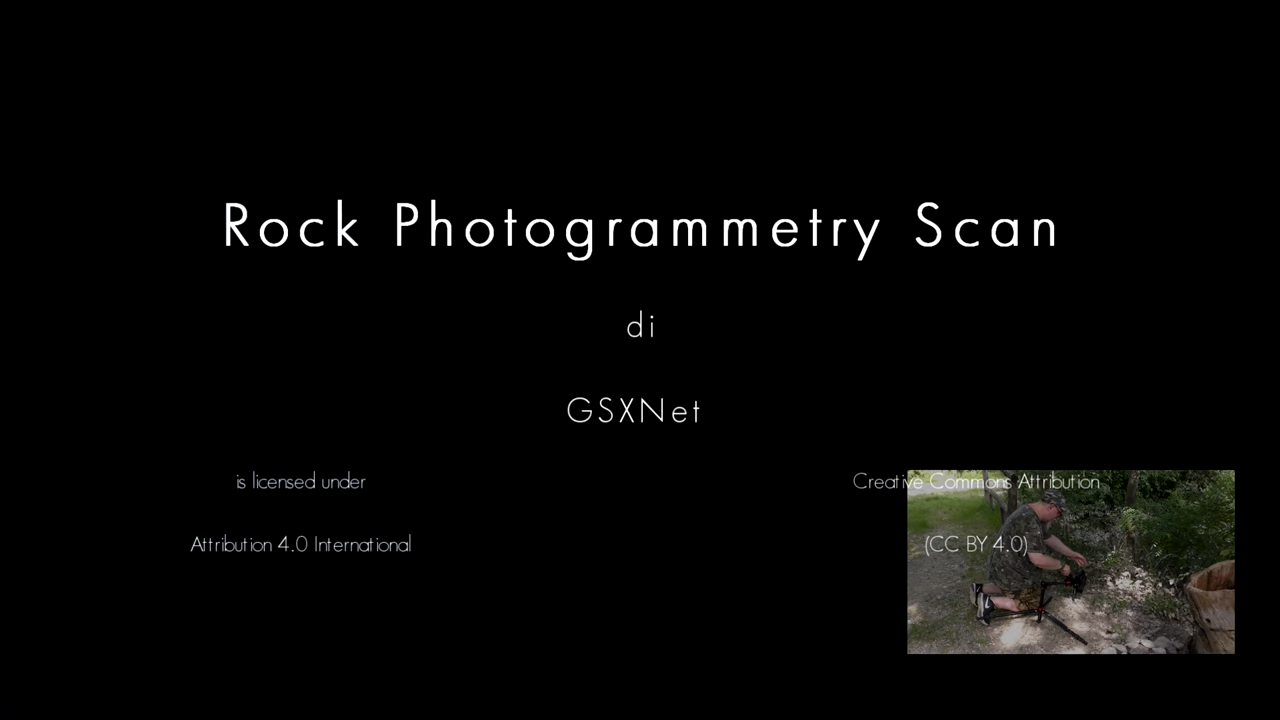 Rock Photogrammetry Scan
di
GSXNet
is licensed under
Creative Commons Attribution
Attribution 4.0 International
(CC BY 4.0)